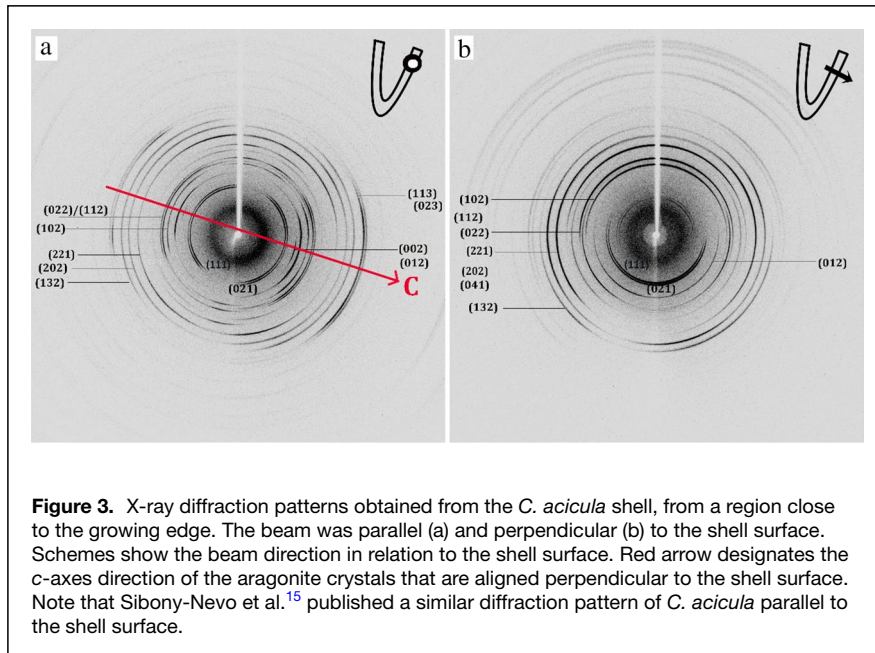 a
(022)/(112)
(102)
(221)
(202)
(132)
(111)
(021)
(113)
(023)
(002)
(012)
C
b
(102)
(112)
(022)
(221)
(202)
(041)
(132)
(111)
(021)
(012)
Figure 3. X-ray diffraction patterns obtained from the C. acicula shell, from a region close
to the growing edge. The beam was parallel (a) and perpendicular (b) to the shell surface.
Schemes show the beam direction in relation to the shell surface. Red arrow designates the
c-axes direction of the aragonite crystals that are aligned perpendicular to the shell surface.
Note that Sibony-Nevo et al.15 published a similar diffraction pattern of C. acicula parallel to
the shell surface.